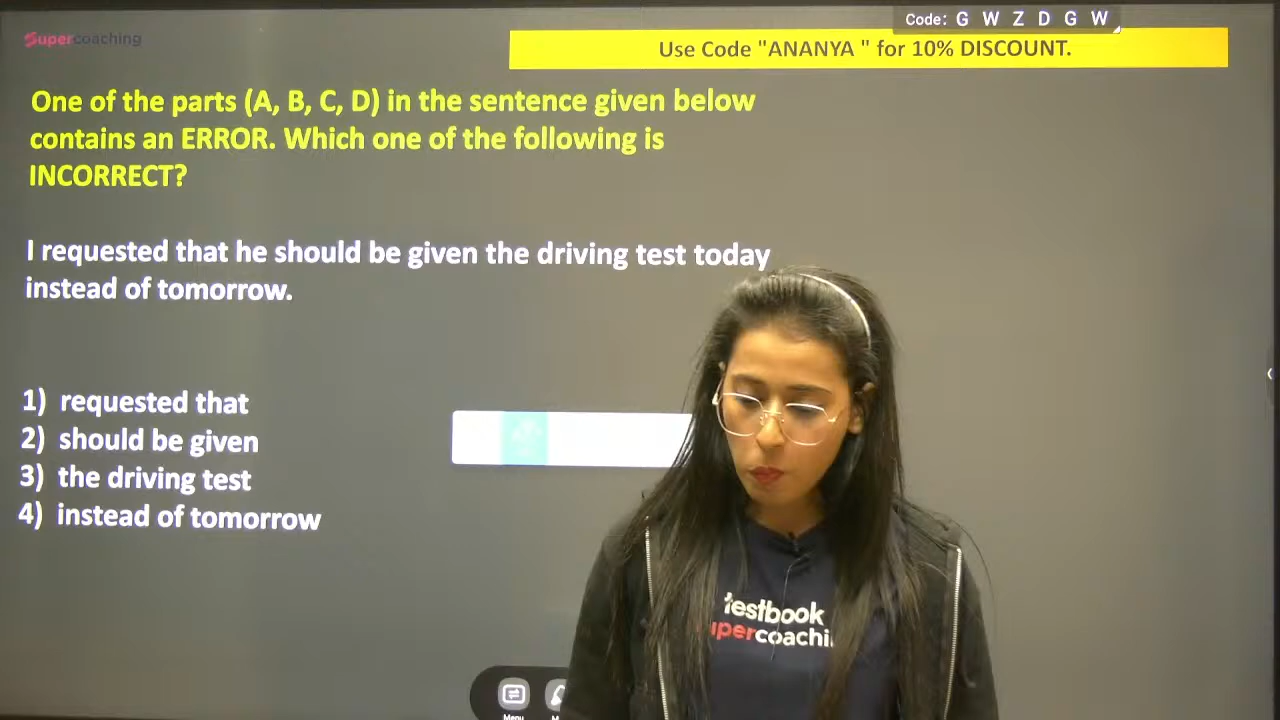 Code: G W Z D G W
Supercoaching
Use Code "ANANYA " for 10% DISCOUNT.
One of the parts (A, B, C, D) in the sentence given below
contains an ERROR. Which one of the following is
INCORRECT?
I requested that he should be given the driving test today
instead of tomorrow.
1) requested that
2) should be given
3) the driving test
4) instead of tomorrow
testbook
supercoachi
Menu